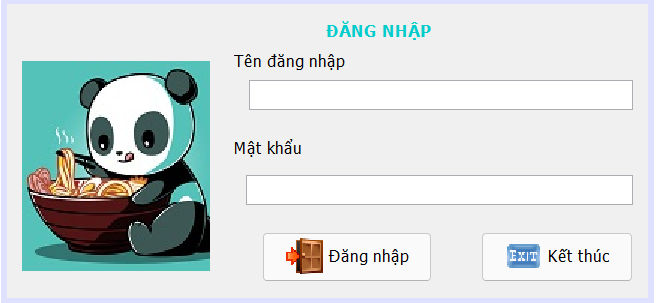 ĐĂNG NHẬP
Tên đăng nhập
Mật khẩu
Đăng nhập
EXIT Kết thúc